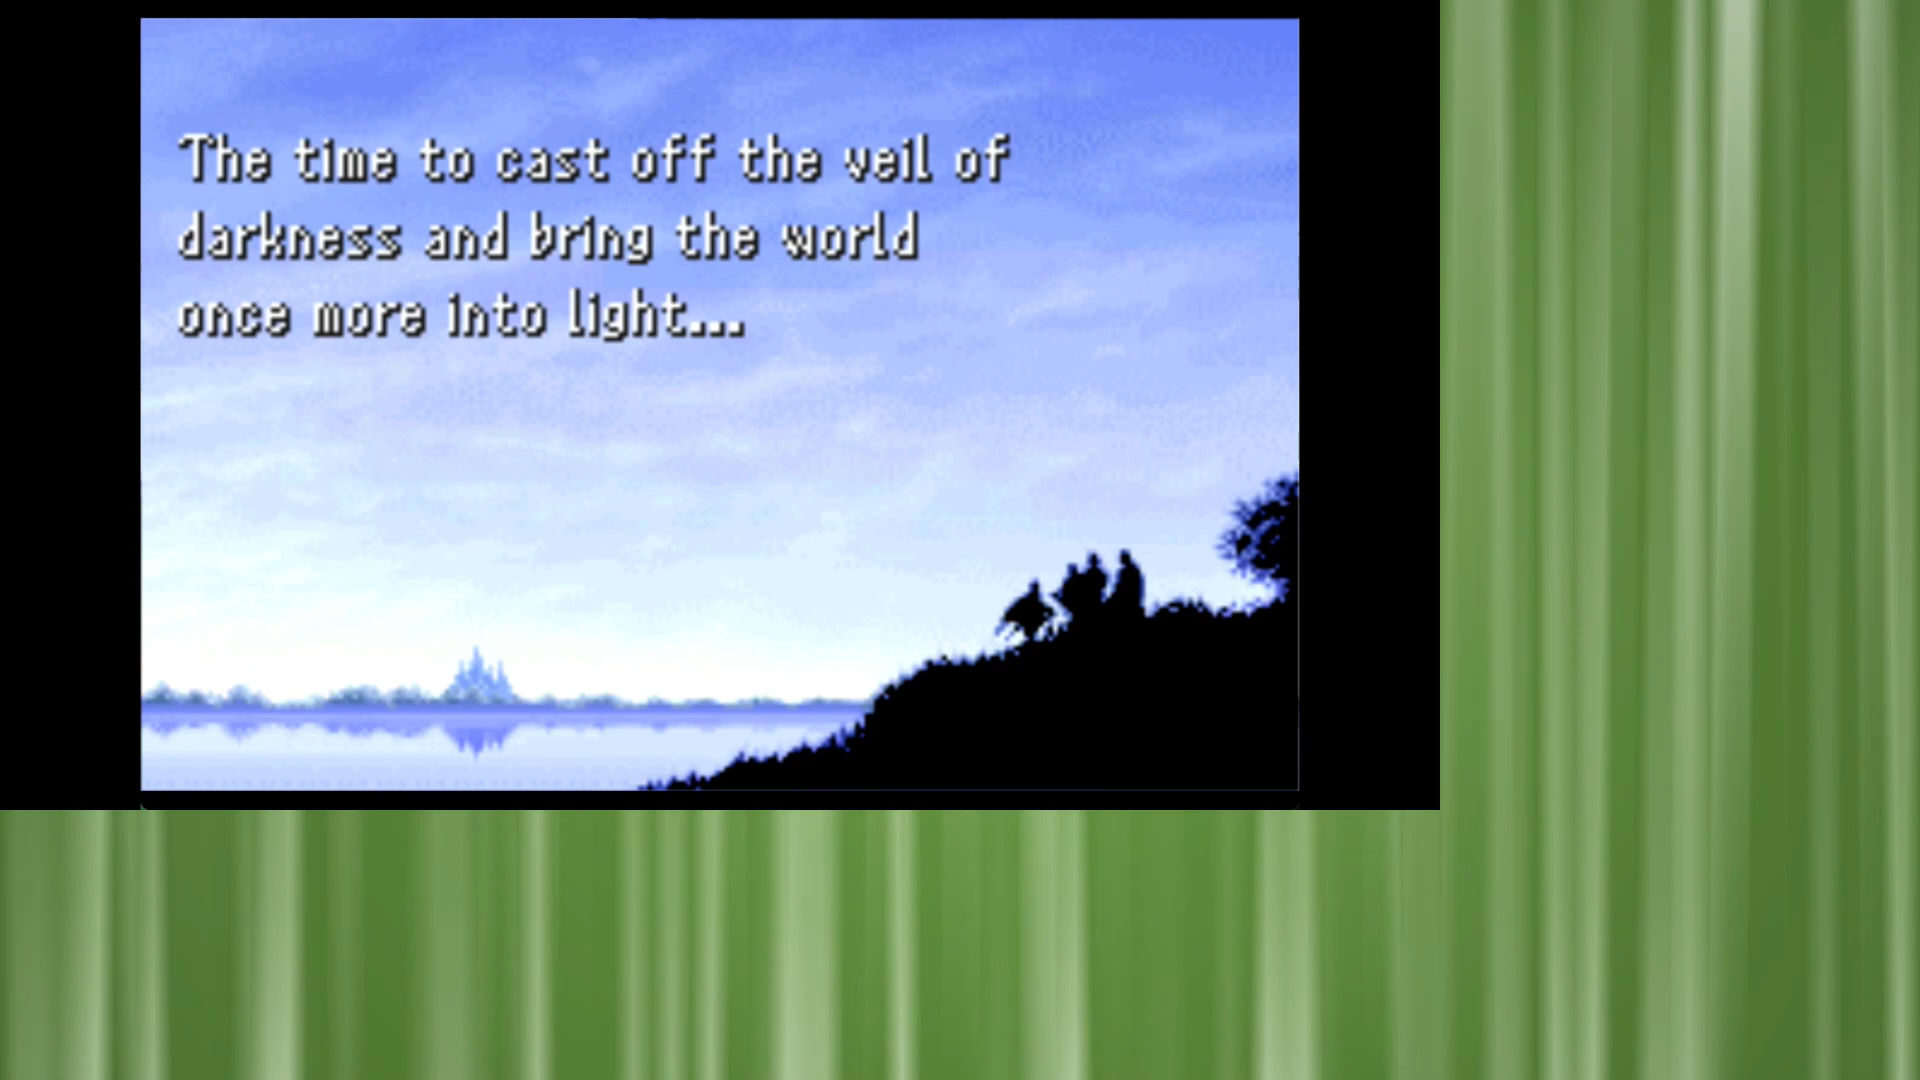 The time to cast off the veil of
darkness and bring the world
once more into light...